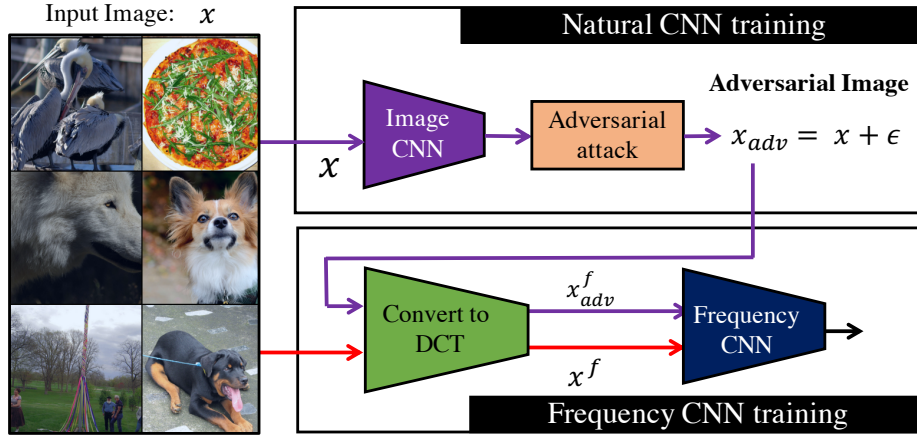 Input Image: x
Natural CNN training
Adversarial Image
Image
CNN
Adversarial
attack
x_adv = x + ϵ
x
Convert to
DCT
x^f_adv
x^f
Frequency
CNN
Frequency CNN training